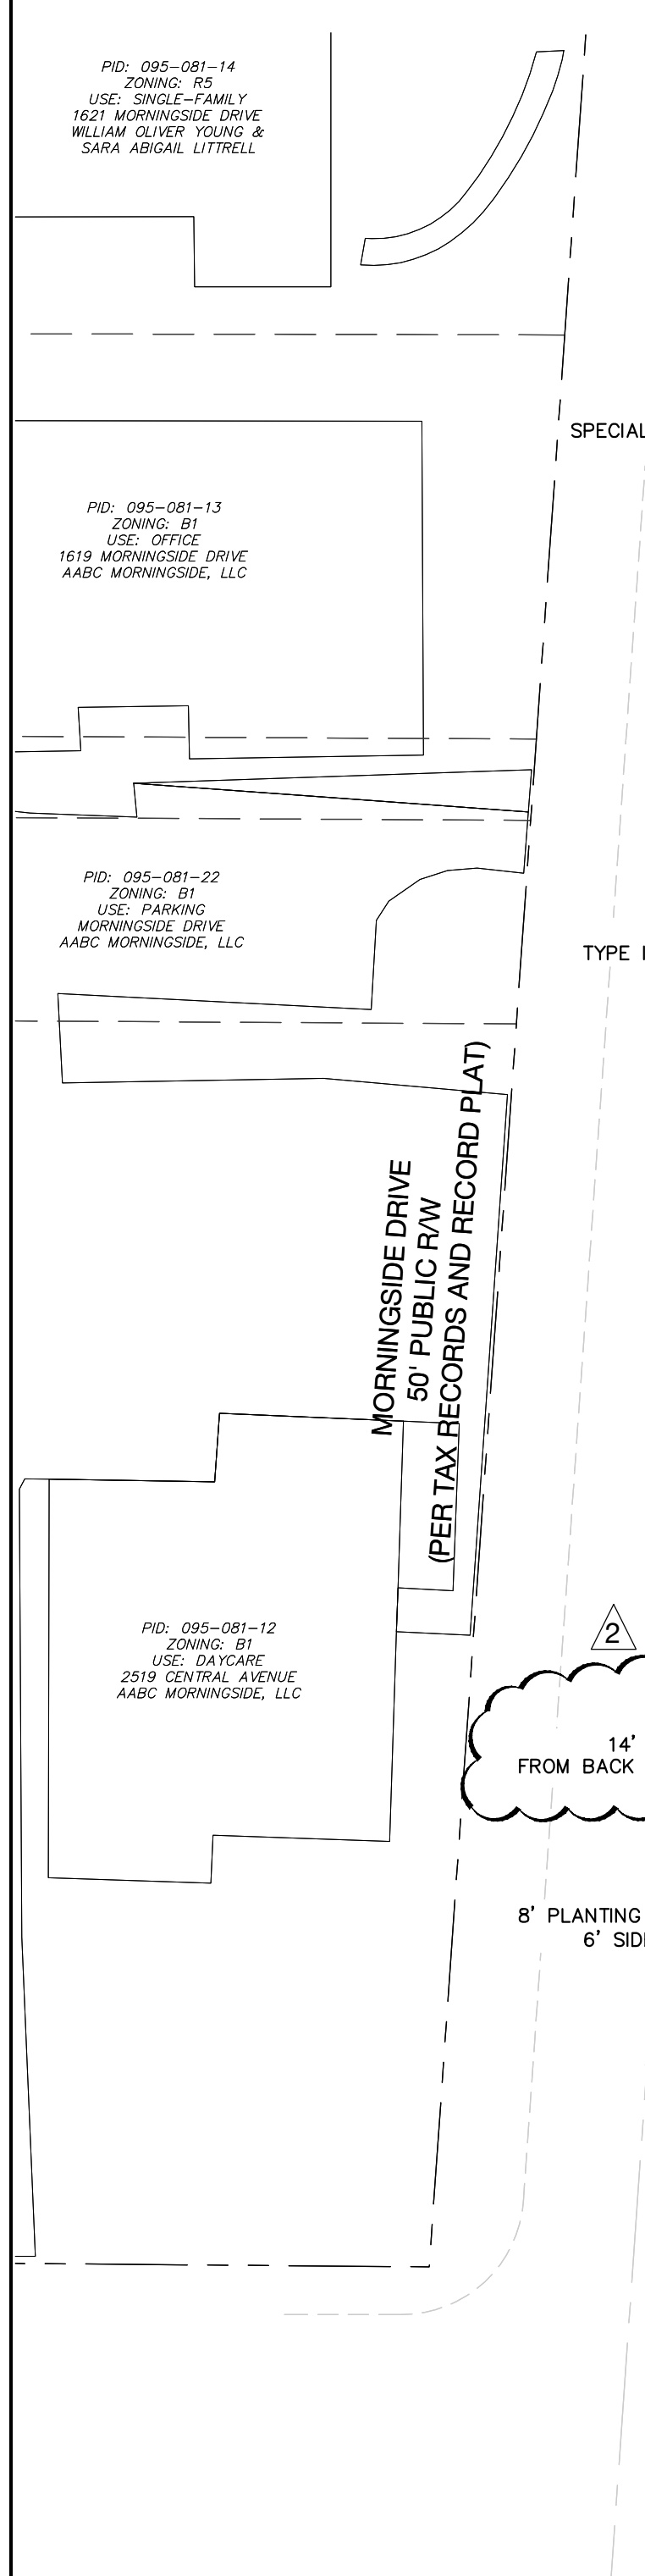 PID: 095-081-14
ZONING: R5
USE: SINGLE-FAMILY
1621 MORNINGSIDE DRIVE
WILLIAM OLIVER YOUNG &
SARA ABIGAIL LITTRELL
SPECIAL
PID: 095-081-13
ZONING: B1
USE: OFFICE
1619 MORNINGSIDE DRIVE
AABC MORNINGSIDE, LLC
PID: 095-081-22
ZONING: B1
USE: PARKING
MORNINGSIDE DRIVE
AABC MORNINGSIDE, LLC
TYPE
MORNINGSIDE DRIVE
50' PUBLIC R/W
(PER TAX RECORDS AND RECORD PLAT)
PID: 095-081-12
ZONING: B1
USE: DAYCARE
2519 CENTRAL AVENUE
AABC MORNINGSIDE, LLC
2
14'
FROM BACK
8' PLANTING
6'